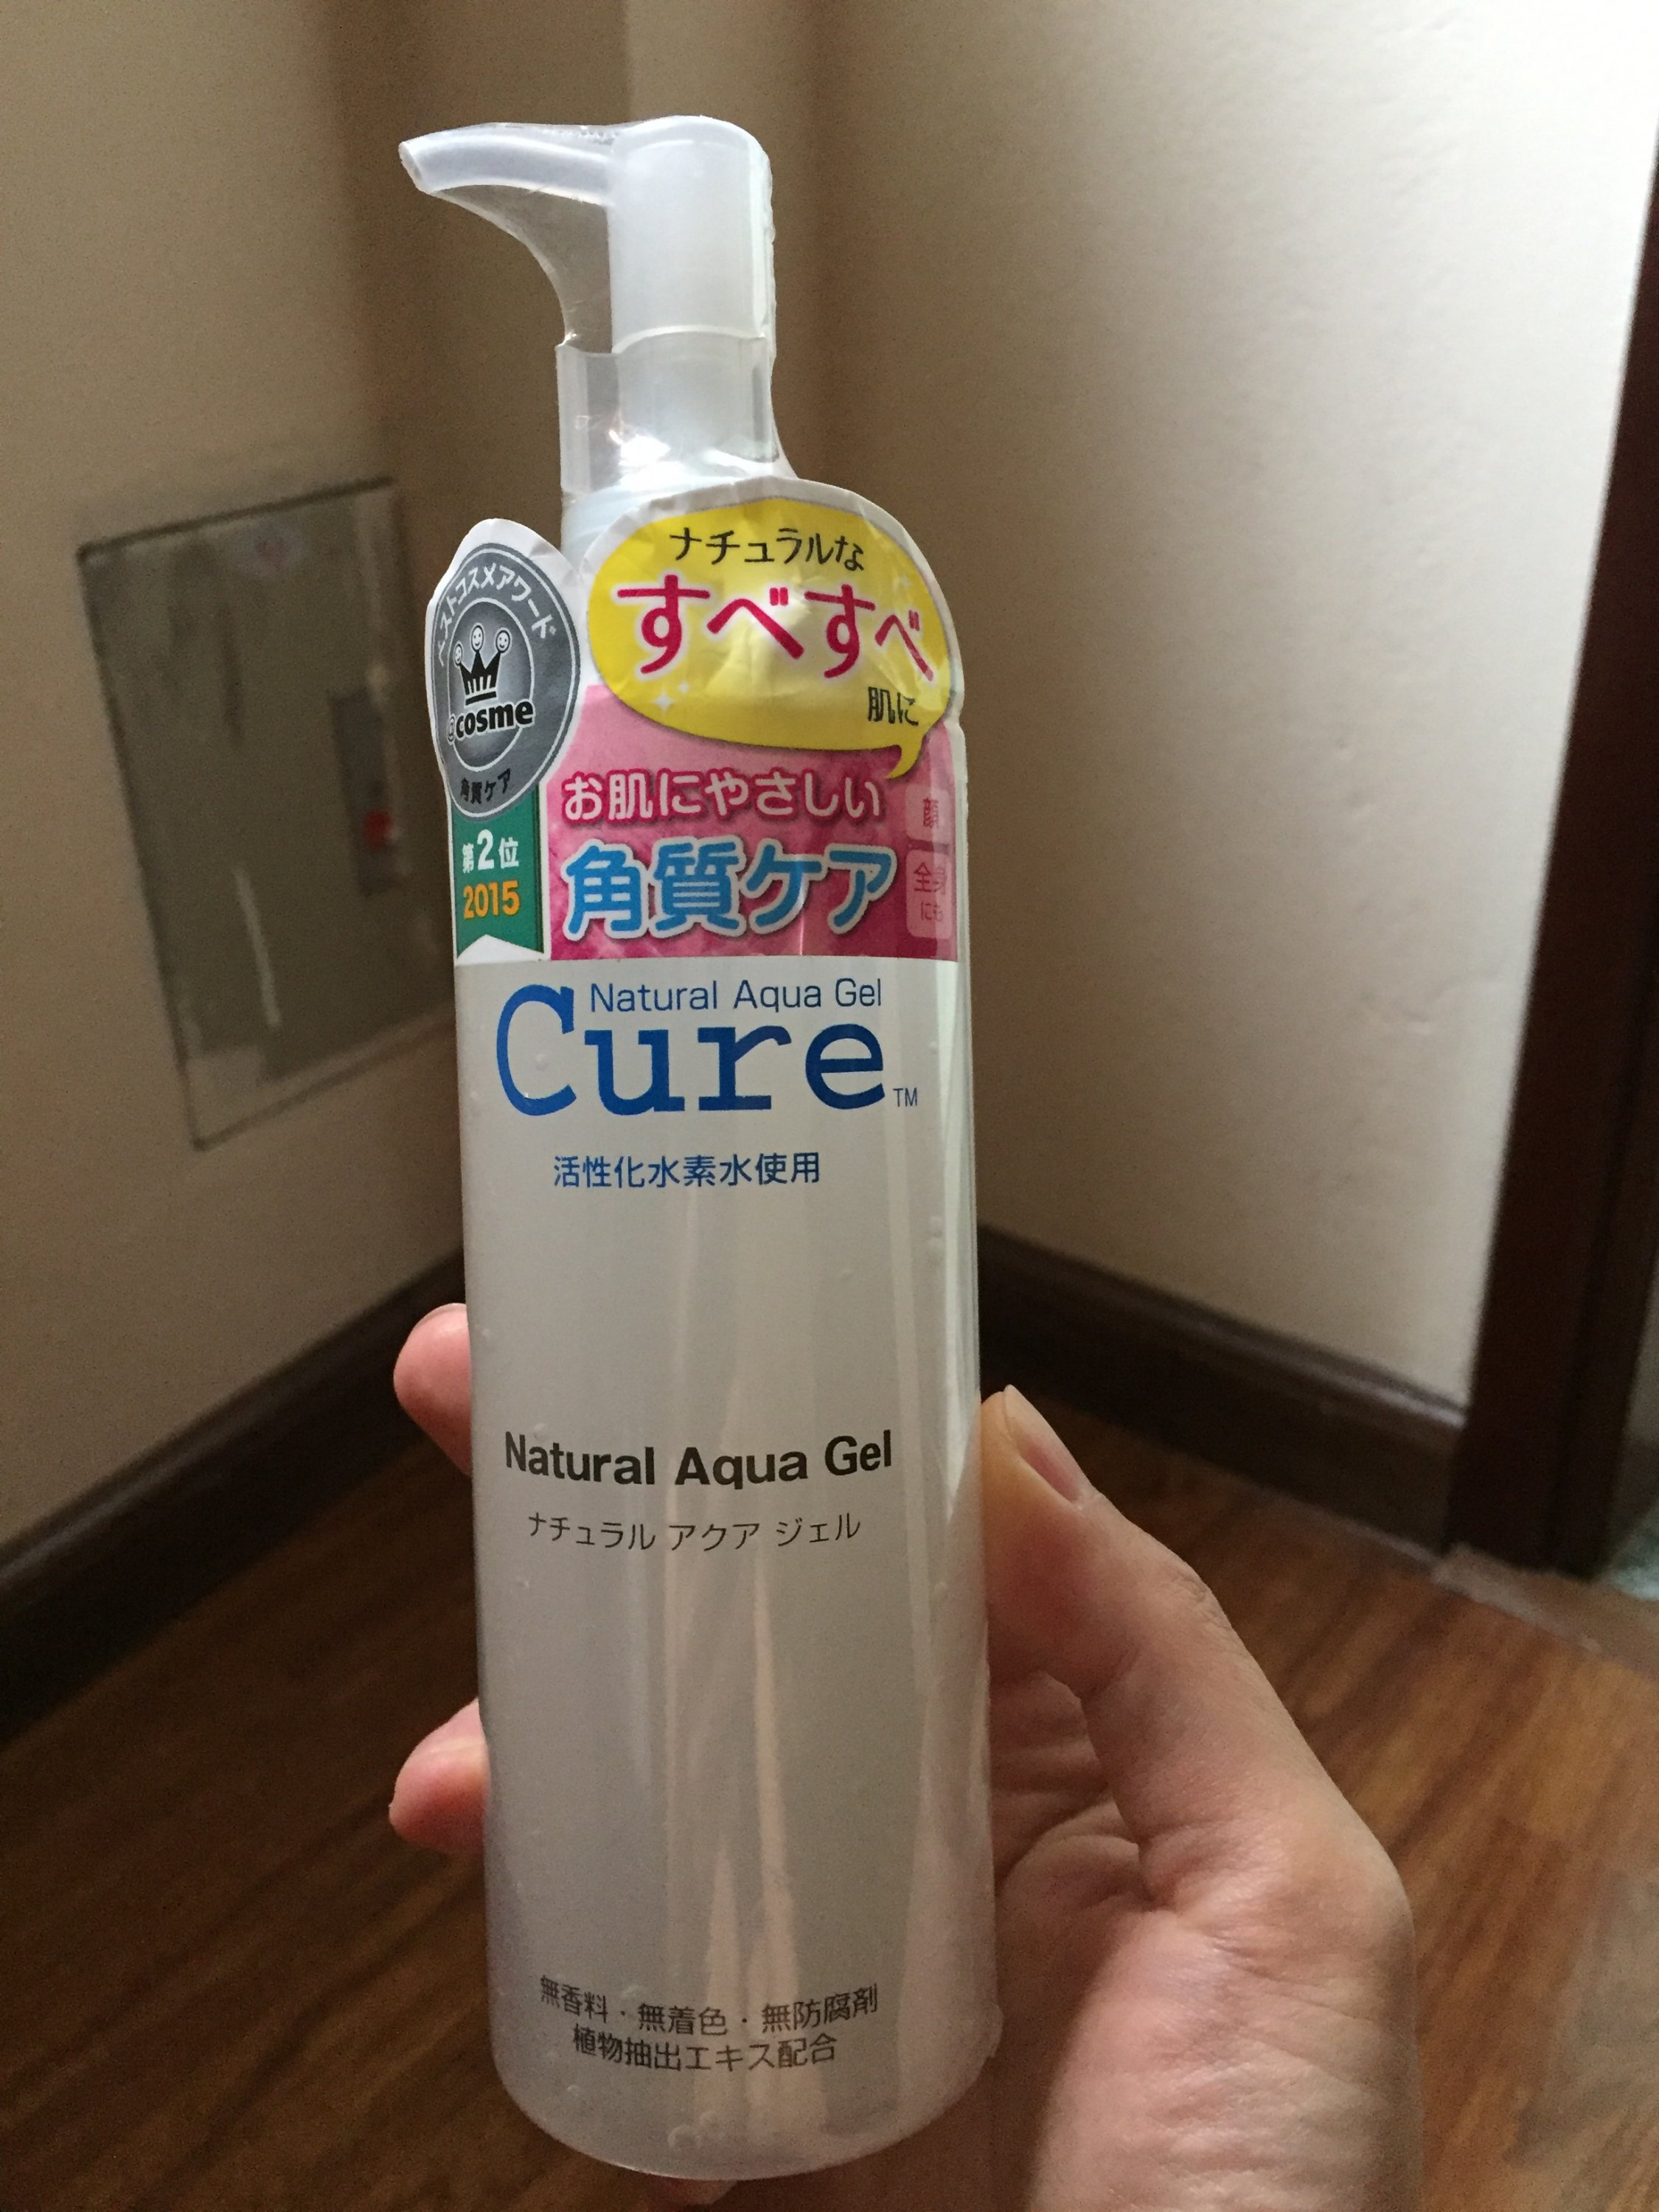 ベストコスメアワード
@cosme
角質ケア
第2位
2015
ナチュラルな
すべすべ
肌に
お肌にやさしい
角質ケア
顔
全身
にも
Natural Aqua Gel
Cure™
活性化水素水使用
Natural Aqua Gel
ナチュラル アクア ジェル
無香料・無着色・無防腐剤
植物抽出エキス配合